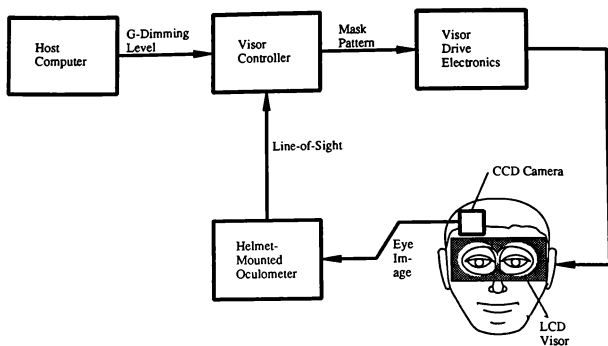 Host
Computer
G-Dimming
Level
Visor
Controller
Mask
Pattern
Visor
Drive
Electronics
Line-of-Sight
CCD Camera
Helmet-
Mounted
Oculometer
Eye
Im-
age
LCD
Visor